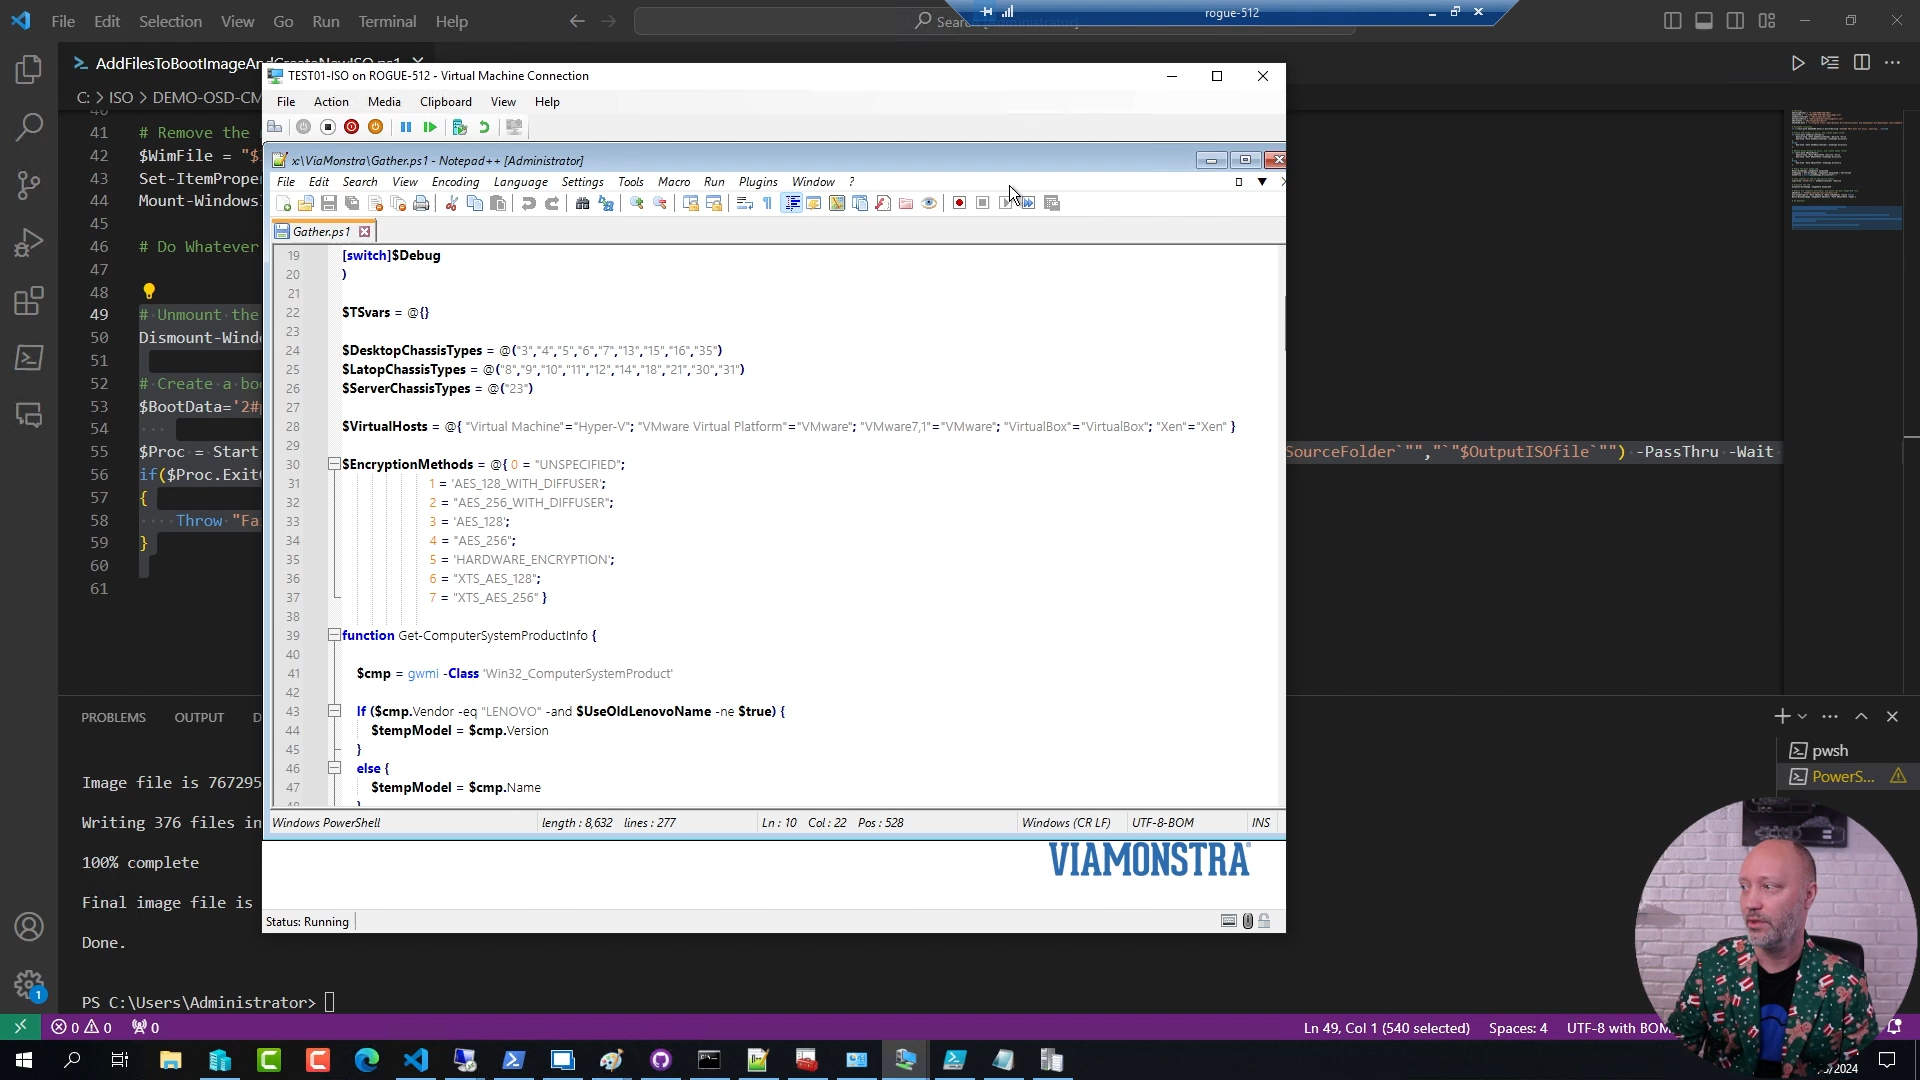 File Edit Selection View Go Run Terminal Help
Search [Administrator]
rogue-512
AddFilesToBootImageAndCreateNewISO.ps1
C: > ISO > DEMO-OSD-CM
41 # Remove the
42 $WimFile = "$
43 Set-ItemProper
44 Mount-Windows
45
46 # Do Whatever
47
48
49 # Unmount the
50 Dismount-Wind
51
52 # Create a boo
53 $BootData='2#
54
55 $Proc = Start
SourceFolder`"","`"$OutputISOfile`"") -PassThru -Wait
56 if($Proc.Exit
57 {
58 Throw "Fa
59 }
60
61
TEST01-ISO on ROGUE-512 - Virtual Machine Connection
File Action Media Clipboard View Help
x:\ViaMonstra\Gather.ps1 - Notepad++ [Administrator]
File Edit Search View Encoding Language Settings Tools Macro Run Plugins Window ?
Gather.ps1
19 [switch]$Debug
20 )
21
22 $TSvars = @{}
23
24 $DesktopChassisTypes = @("3","4","5","6","7","13","15","16","35")
25 $LatopChassisTypes = @("8","9","10","11","12","14","18","21","30","31")
26 $ServerChassisTypes = @("23")
27
28 $VirtualHosts = @{ "Virtual Machine"="Hyper-V"; "VMware Virtual Platform"="VMware"; "VMware7,1"="VMware"; "VirtualBox"="VirtualBox"; "Xen"="Xen" }
29
30 $EncryptionMethods = @{ 0 = "UNSPECIFIED";
31 1 = 'AES_128_WITH_DIFFUSER';
32 2 = "AES_256_WITH_DIFFUSER";
33 3 = 'AES_128';
34 4 = "AES_256";
35 5 = 'HARDWARE_ENCRYPTION';
36 6 = "XTS_AES_128";
37 7 = "XTS_AES_256" }
38
39 function Get-ComputerSystemProductInfo {
40
41 $cmp = gwmi -Class 'Win32_ComputerSystemProduct'
42
43 If ($cmp.Vendor -eq "LENOVO" -and $UseOldLenovoName -ne $true) {
44 $tempModel = $cmp.Version
45 }
46 else {
47 $tempModel = $cmp.Name
48 }
Windows PowerShell length : 8,632 lines : 277 Ln : 10 Col : 22 Pos : 528 Windows (CR LF) UTF-8-BOM INS
VIAMONSTRA
Status: Running
PROBLEMS OUTPUT D
pwsh
PowerS...
Image file is 767295
Writing 376 files in
100% complete
Final image file is
Done.
PS C:\Users\Administrator>
0 0 0
Ln 49, Col 1 (540 selected) Spaces: 4 UTF-8 with BOM
1
/2024